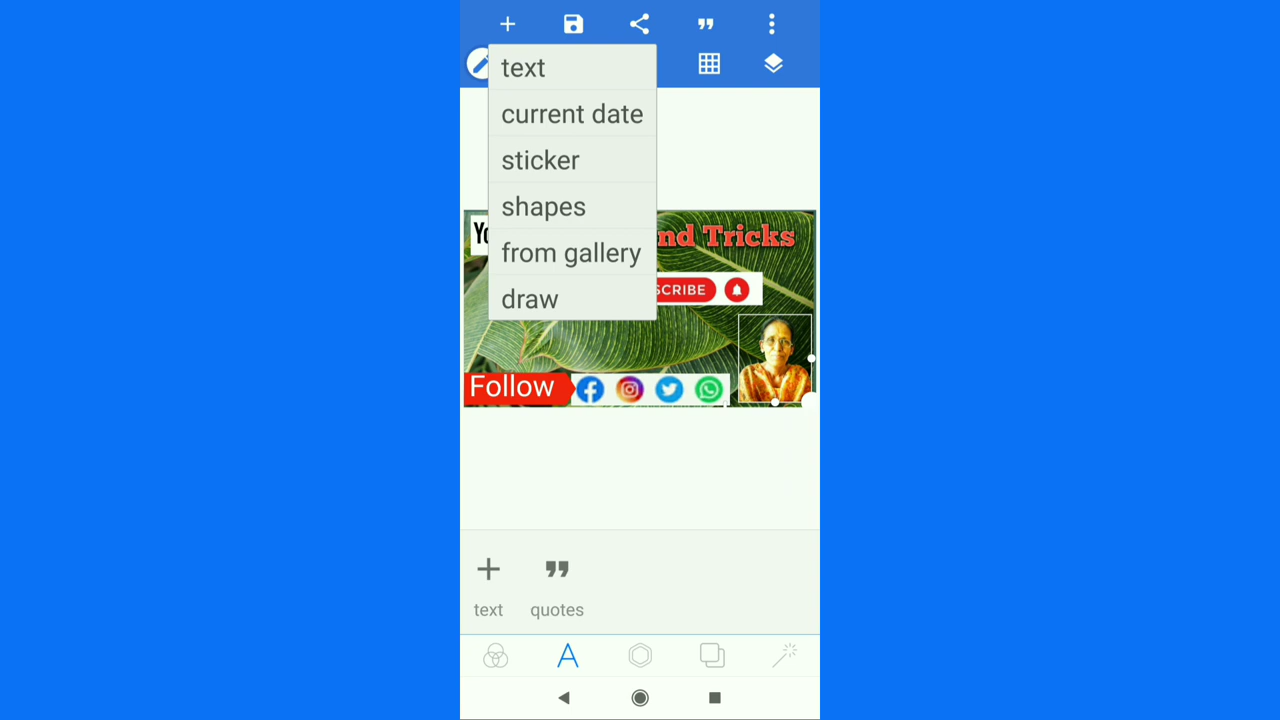 text
current date
sticker
shapes
from gallery
draw
Yo
nd Tricks
SCRIBE
Follow
text
quotes